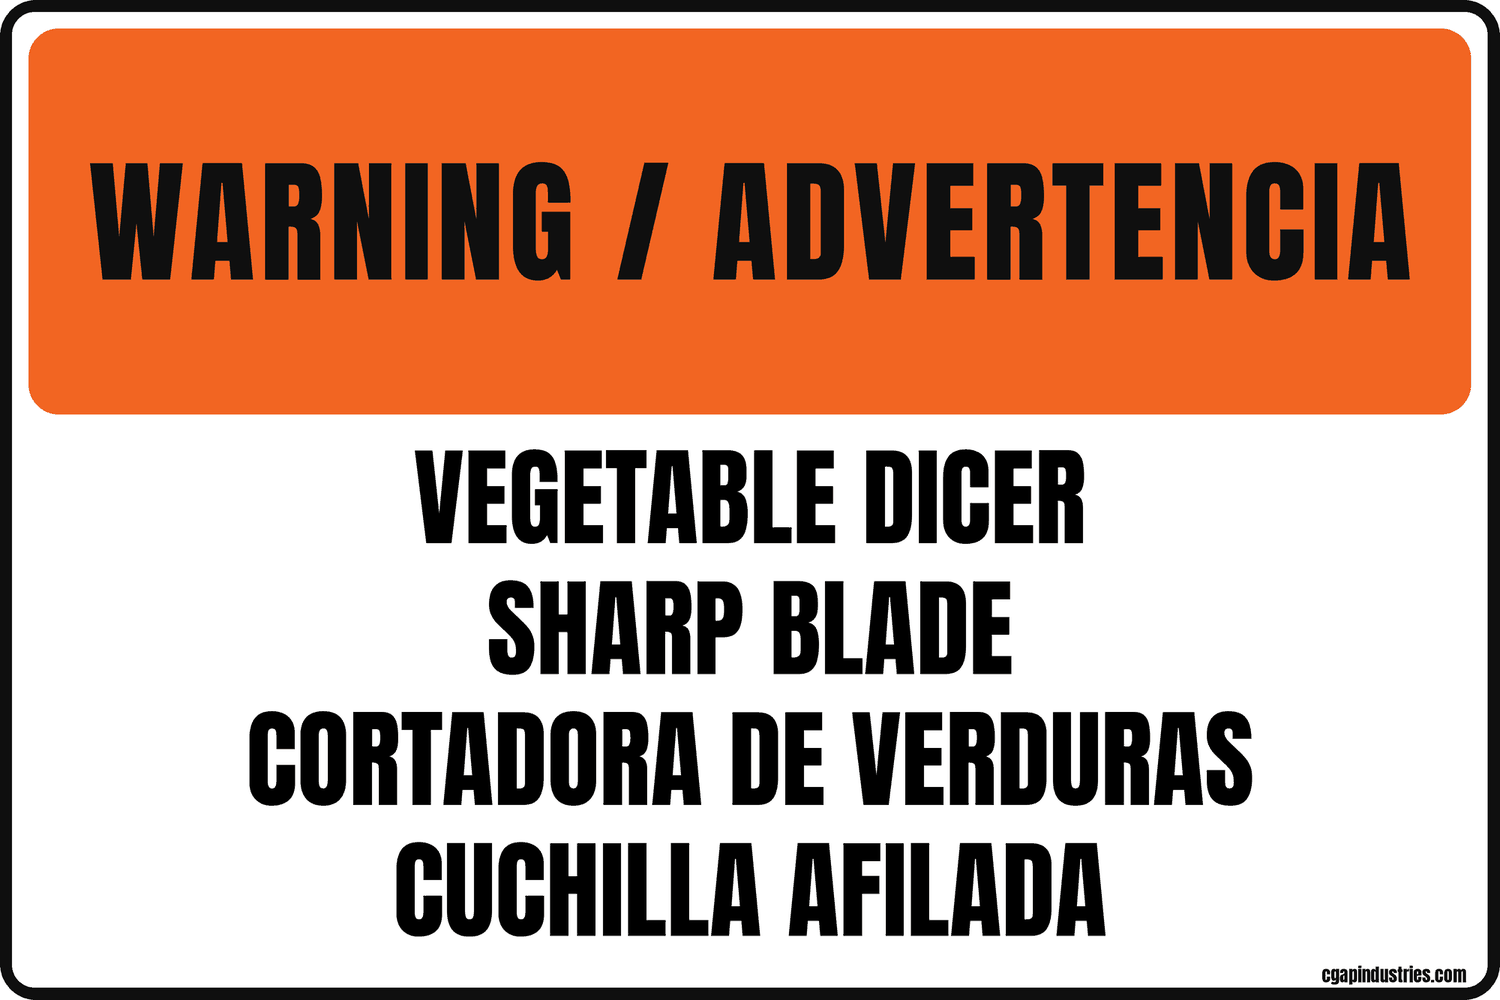 WARNING / ADVERTENCIA
VEGETABLE DICER
SHARP BLADE
CORTADORA DE VERDURAS
CUCHILLA AFILADA
cgapindustries.com